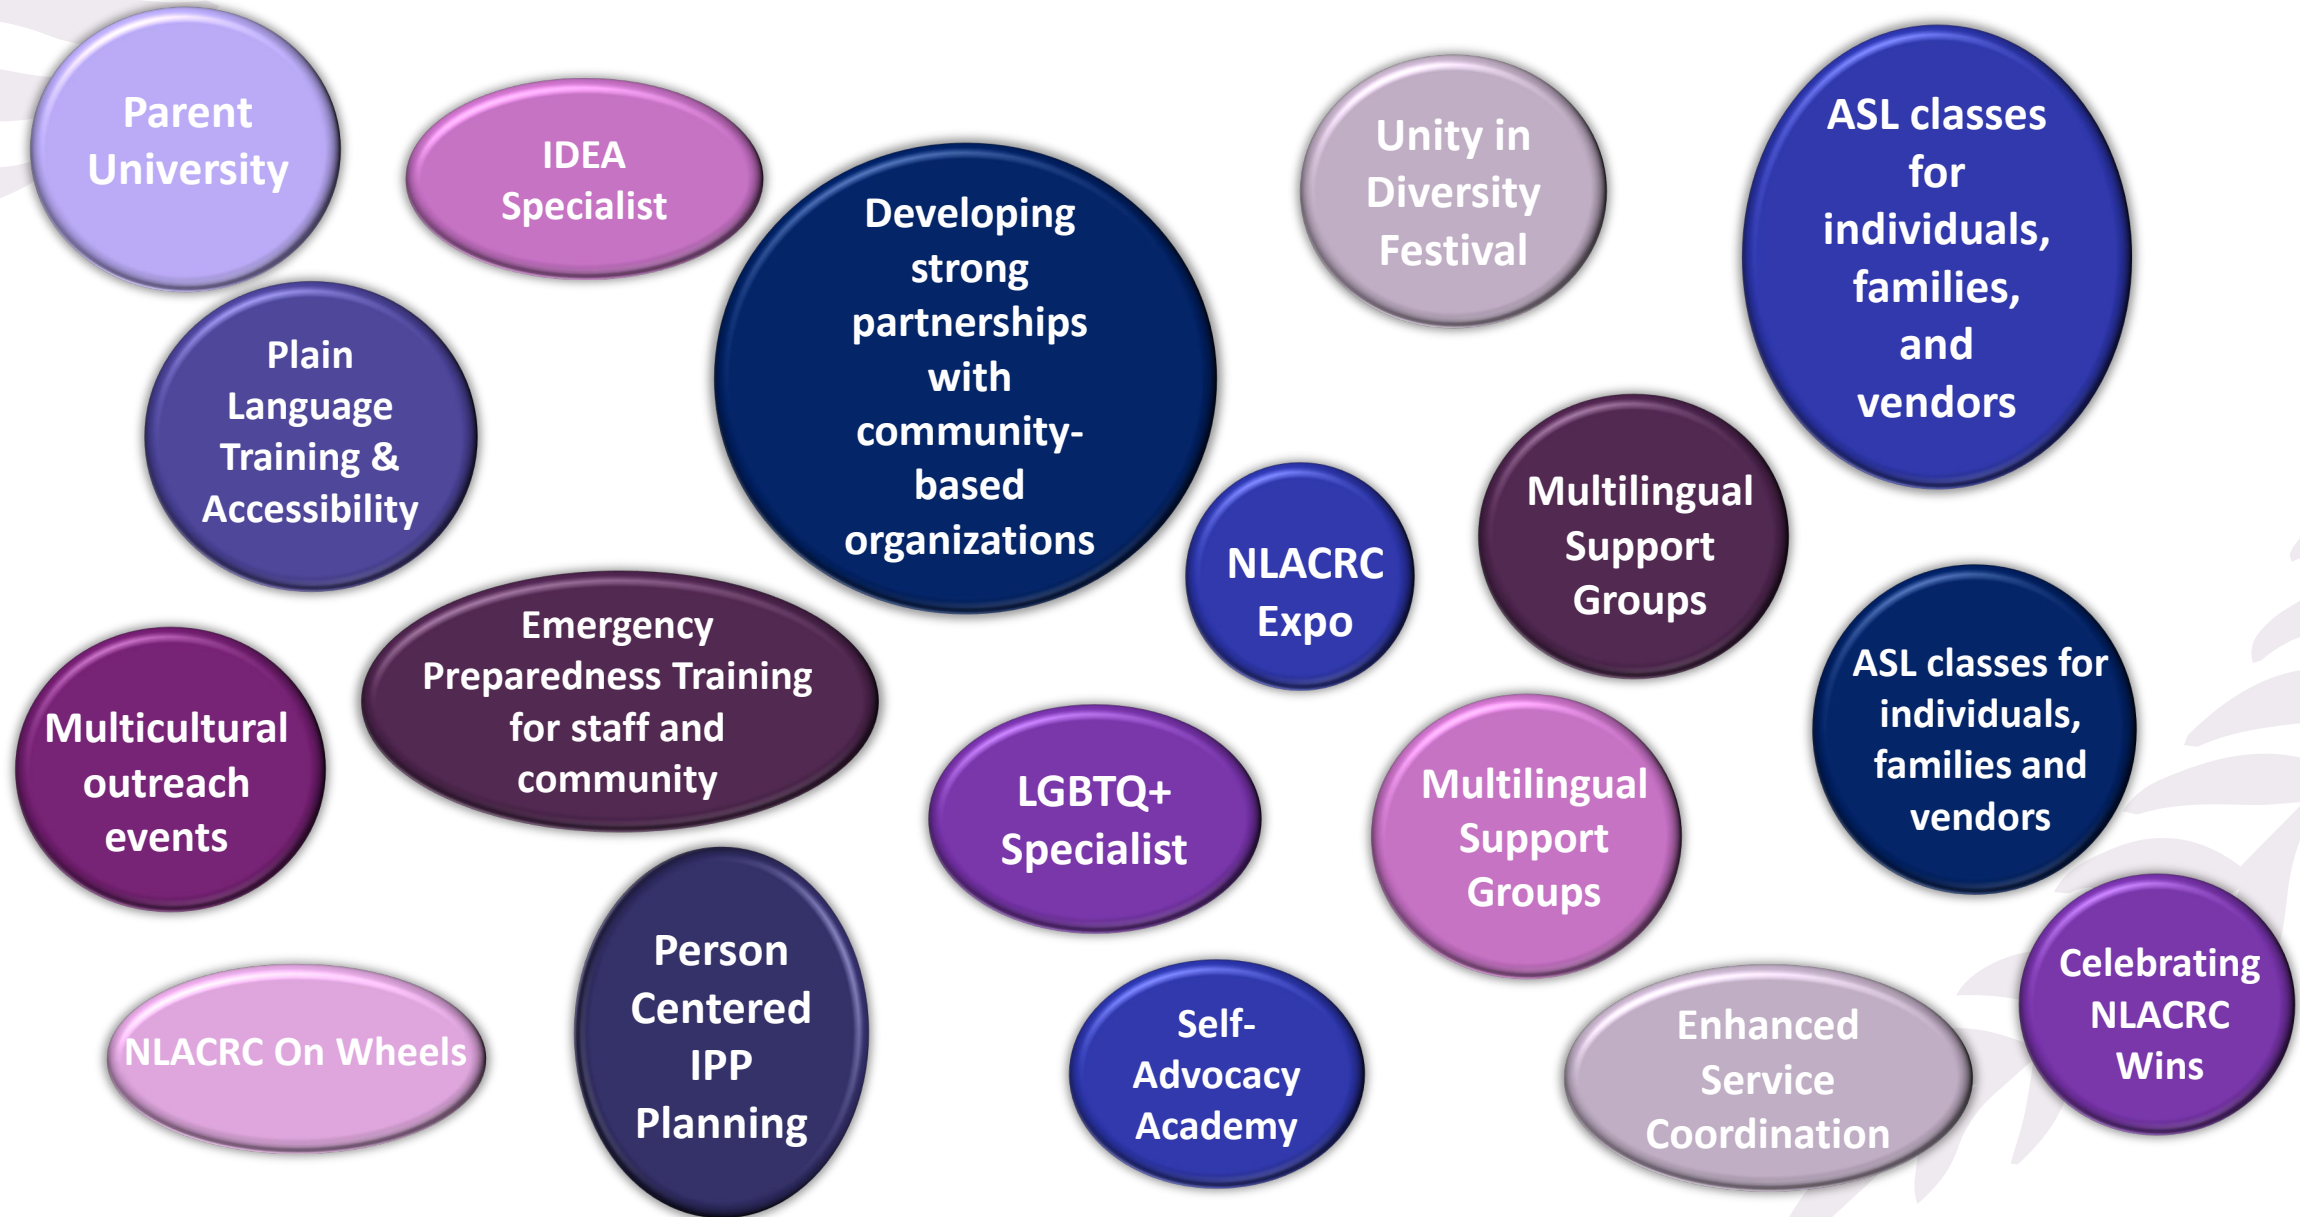 Parent
University
IDEA
Specialist
Developing
strong
partnerships
with
community-
based
organizations
Unity in
Diversity
Festival
ASL classes
for
individuals,
families,
and
vendors
Plain
Language
Training &
Accessibility
NLACRC
Expo
Multilingual
Support
Groups
Emergency
Preparedness Training
for staff and
community
Multicultural
outreach
events
LGBTQ+
Specialist
Multilingual
Support
Groups
ASL classes for
individuals,
families and
vendors
NLACRC On Wheels
Person
Centered
IPP
Planning
Self-
Advocacy
Academy
Enhanced
Service
Coordination
Celebrating
NLACRC
Wins